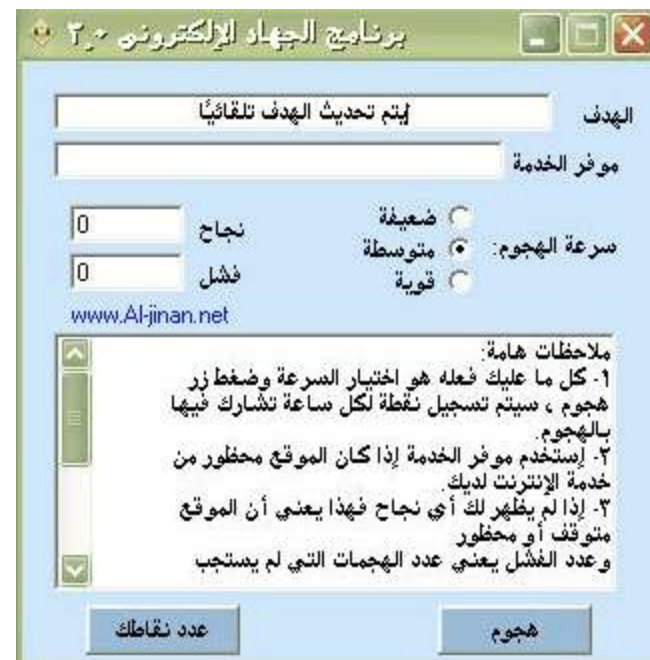 برنامج الجهاد الإلكتروني ٣.٠
الهدف
يتم تحديث الهدف تلقائيًا
موفر الخدمة
سرعة الهجوم:
ضعيفة
متوسطة
قوية
نجاح
0
فشل
0
www.Al-jinan.net
ملاحظات هامة:
١- كل ما عليك فعله هو اختيار السرعة وضغط زر
هجوم ، سيتم تسجيل نقطة لكل ساعة تشارك فيها
بالهجوم.
٢- إستخدم موفر الخدمة إذا كان الموقع محظور من
خدمة الإنترنت لديك.
٣- إذا لم يظهر لك أي نجاح فهذا يعني أن الموقع
متوقف أو محظور
وعدد الفشل يعني عدد الهجمات التي لم يستجب
هجوم
عدد نقاطك